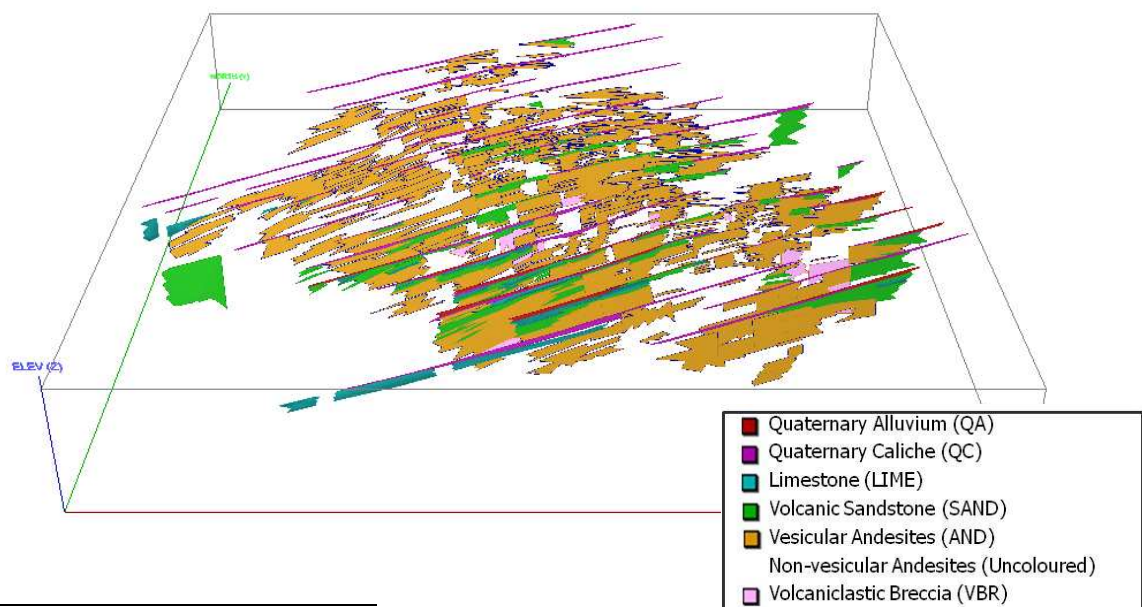 NORTH (Y)
ELEV (Z)
Quaternary Alluvium (QA)
Quaternary Caliche (QC)
Limestone (LIME)
Volcanic Sandstone (SAND)
Vesicular Andesites (AND)
Non-vesicular Andesites (Uncoloured)
Volcaniclastic Breccia (VBR)